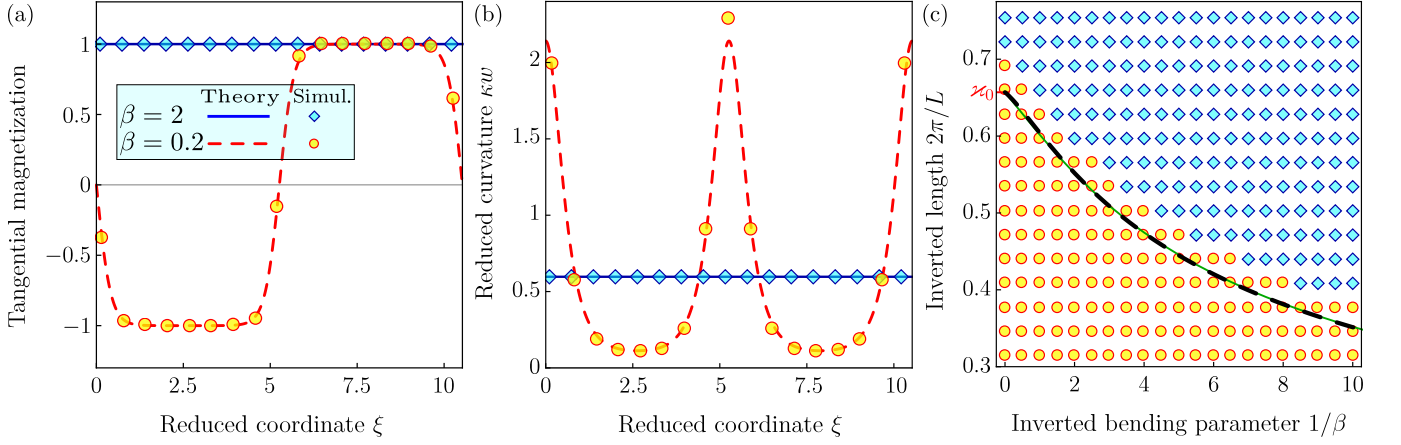 (a)
Tangential magnetization
1
0.5
0
−0.5
−1
Theory Simul.
β = 2
β = 0.2
0 2.5 5 7.5 10
Reduced coordinate ξ
(b)
Reduced curvature κw
2
1.5
1
0.5
0
0 2.5 5 7.5 10
Reduced coordinate ξ
(c)
Inverted length 2π/L
0.7
ϰ₀
0.6
0.5
0.4
0.3
0 2 4 6 8 10
Inverted bending parameter 1/β